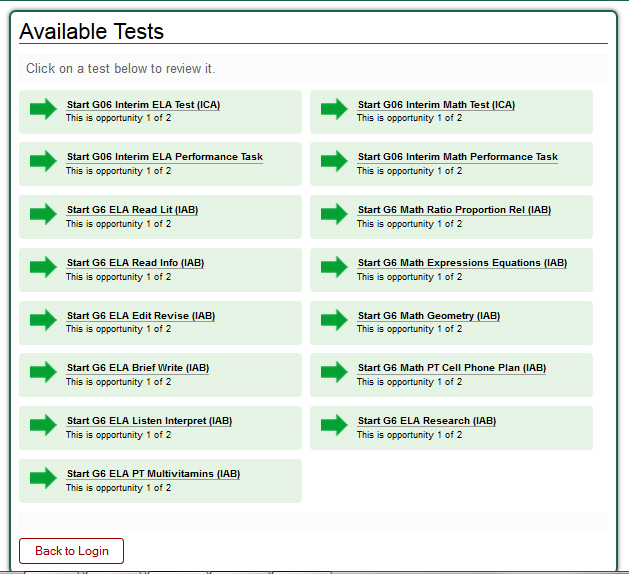 Available Tests
Click on a test below to review it.
Start G06 Interim ELA Test (ICA)
This is opportunity 1 of 2
Start G06 Interim Math Test (ICA)
This is opportunity 1 of 2
Start G06 Interim ELA Performance Task
This is opportunity 1 of 2
Start G06 Interim Math Performance Task
This is opportunity 1 of 2
Start G6 ELA Read Lit (IAB)
This is opportunity 1 of 2
Start G6 Math Ratio Proportion Rel (IAB)
This is opportunity 1 of 2
Start G6 ELA Read Info (IAB)
This is opportunity 1 of 2
Start G6 Math Expressions Equations (IAB)
This is opportunity 1 of 2
Start G6 ELA Edit Revise (IAB)
This is opportunity 1 of 2
Start G6 Math Geometry (IAB)
This is opportunity 1 of 2
Start G6 ELA Brief Write (IAB)
This is opportunity 1 of 2
Start G6 Math PT Cell Phone Plan (IAB)
This is opportunity 1 of 2
Start G6 ELA Listen Interpret (IAB)
This is opportunity 1 of 2
Start G6 ELA Research (IAB)
This is opportunity 1 of 2
Start G6 ELA PT Multivitamins (IAB)
This is opportunity 1 of 2
Back to Login